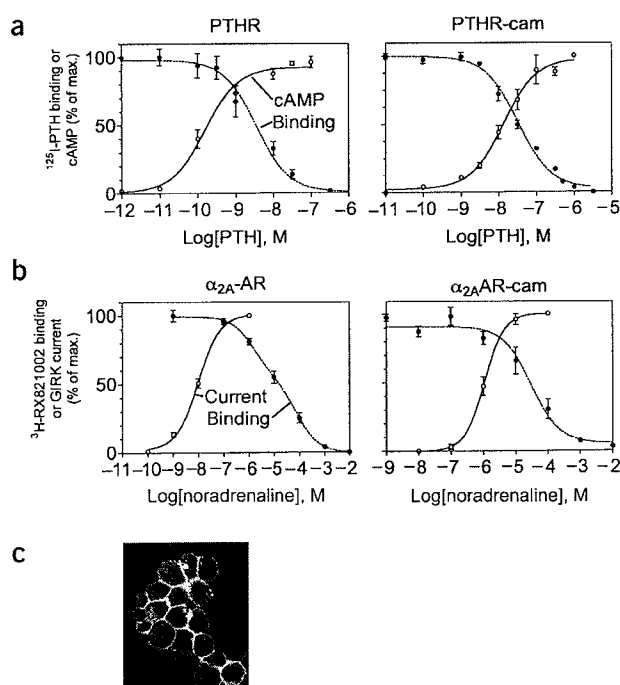 a
PTHR
PTHR-cam
¹²⁵I-PTH binding or
cAMP (% of max.)
100
50
0
cAMP
Binding
−12 −11 −10 −9 −8 −7 −6
Log[PTH], M
−11 −10 −9 −8 −7 −6 −5
Log[PTH], M
b
α₂A-AR
α₂AAR-cam
³H-RX821002 binding
or GIRK current
(% of max.)
100
50
0
Current
Binding
−11 −10 −9 −8 −7 −6 −5 −4 −3 −2
Log[noradrenaline], M
−9 −8 −7 −6 −5 −4 −3 −2
Log[noradrenaline], M
c